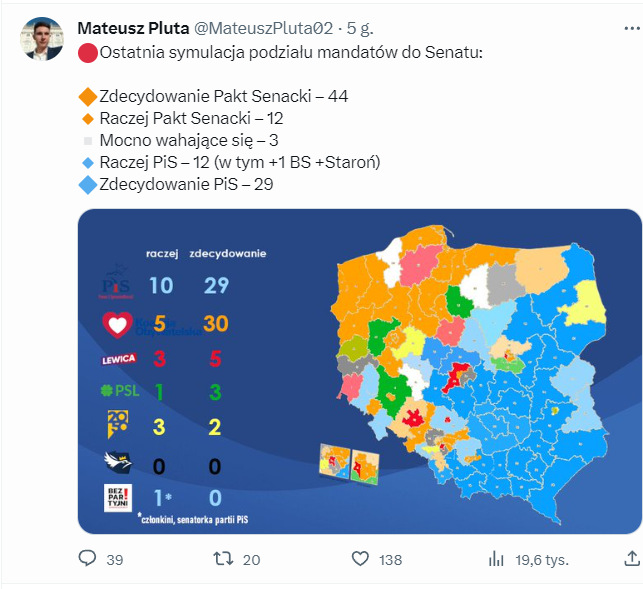 Mateusz Pluta @MateuszPluta02 · 5 g.
Ostatnia symulacja podziału mandatów do Senatu:
Zdecydowanie Pakt Senacki – 44
Raczej Pakt Senacki – 12
Mocno wahające się – 3
Raczej PiS – 12 (w tym +1 BS +Staroń)
Zdecydowanie PiS – 29
raczej zdecydowanie
PiS 10 29
5 30
LEWICA 3 5
PSL 1 3
3 2
0 0
BEZ PAR TYJNI 1* 0
*członkini, senatorka partii PiS
39 20 138 19,6 tys.